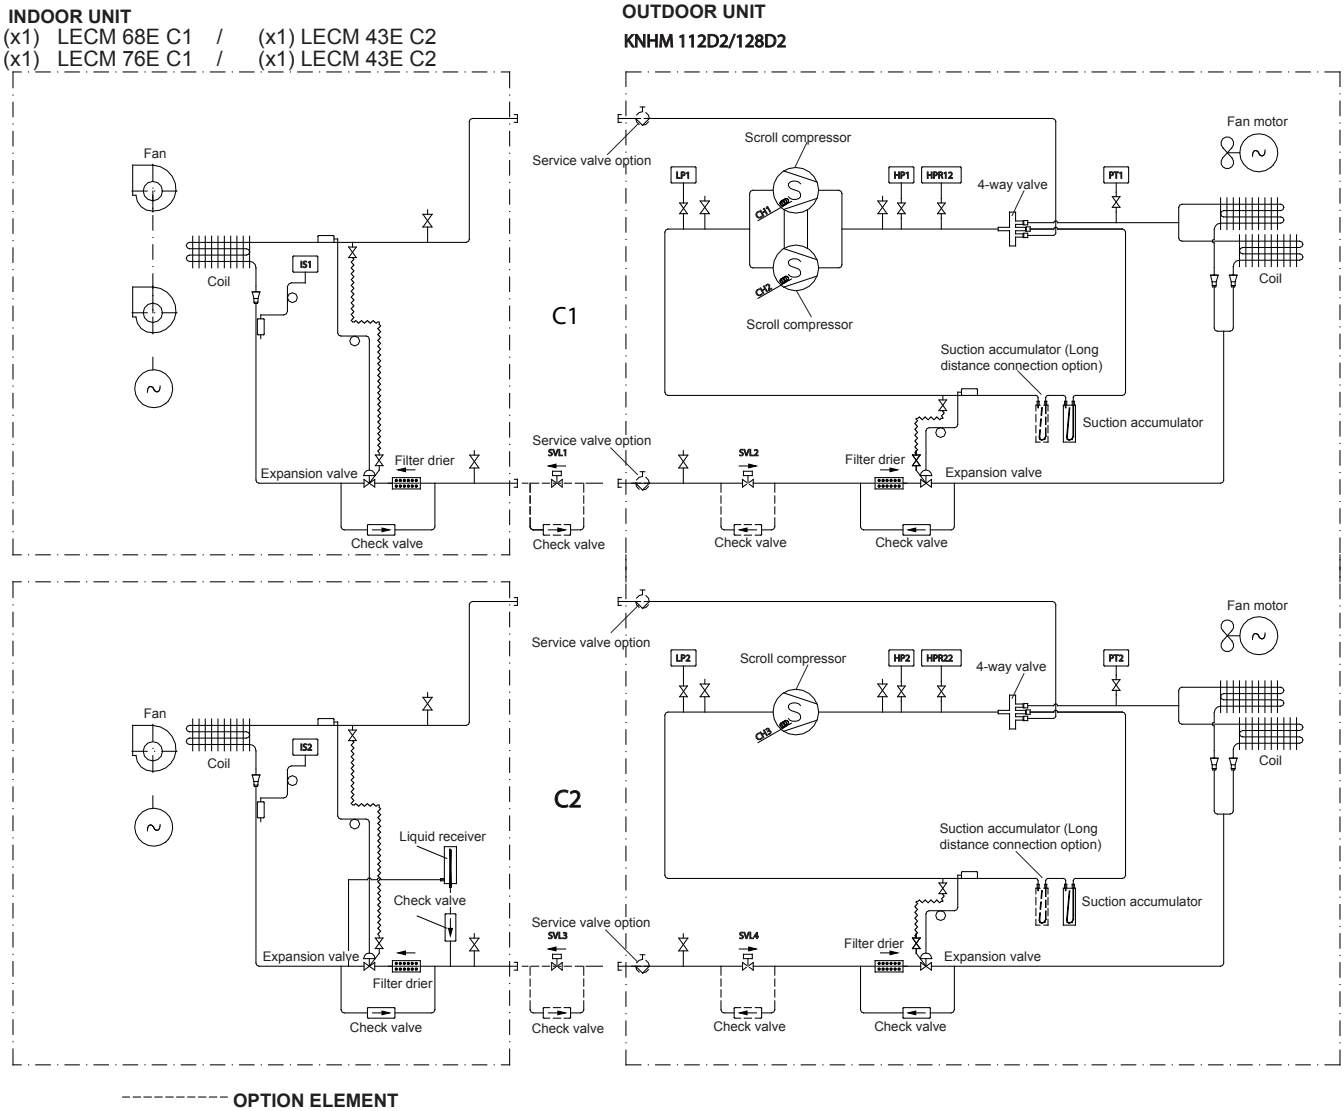 INDOOR UNIT
(x1) LECM 68E C1 / (x1) LECM 43E C2
(x1) LECM 76E C1 / (x1) LECM 43E C2
OUTDOOR UNIT
KNHM 112D2/128D2
Fan
Coil
IS1
Expansion valve
Filter drier
Check valve
Service valve option
C1
Service valve option
SVL1
Check valve
LP1
Scroll compressor
CH1
CH2
Scroll compressor
HP1
HPR12
4-way valve
PT1
Fan motor
Coil
Suction accumulator (Long
distance connection option)
Suction accumulator
SVL2
Check valve
Filter drier
Expansion valve
Check valve
Fan
Coil
IS2
Liquid receiver
Check valve
Expansion valve
Filter drier
Check valve
Service valve option
C2
Service valve option
SVL3
Check valve
LP2
Scroll compressor
CH3
HP2
HPR22
4-way valve
PT2
Fan motor
Coil
Suction accumulator (Long
distance connection option)
Suction accumulator
SVL4
Check valve
Filter drier
Expansion valve
Check valve
OPTION ELEMENT